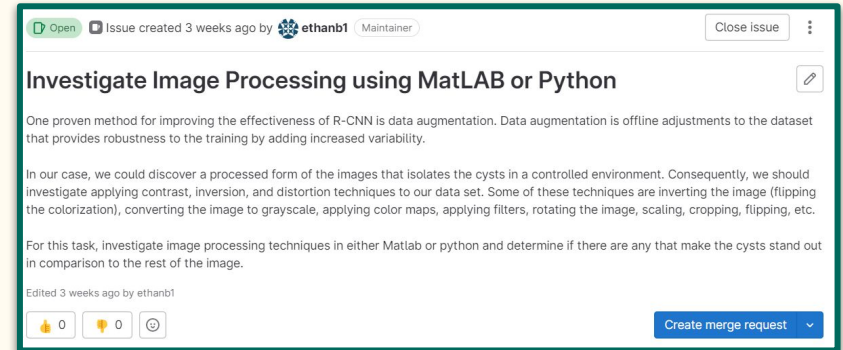 Open Issue created 3 weeks ago by ethanb1 Maintainer Close issue
Investigate Image Processing using MatLAB or Python
One proven method for improving the effectiveness of R-CNN is data augmentation. Data augmentation is offline adjustments to the dataset
that provides robustness to the training by adding increased variability.
In our case, we could discover a processed form of the images that isolates the cysts in a controlled environment. Consequently, we should
investigate applying contrast, inversion, and distortion techniques to our data set. Some of these techniques are inverting the image (flipping
the colorization), converting the image to grayscale, applying color maps, applying filters, rotating the image, scaling, cropping, flipping, etc.
For this task, investigate image processing techniques in either Matlab or python and determine if there are any that make the cysts stand out
in comparison to the rest of the image.
Edited 3 weeks ago by ethanb1
👍 0 👎 0 Create merge request